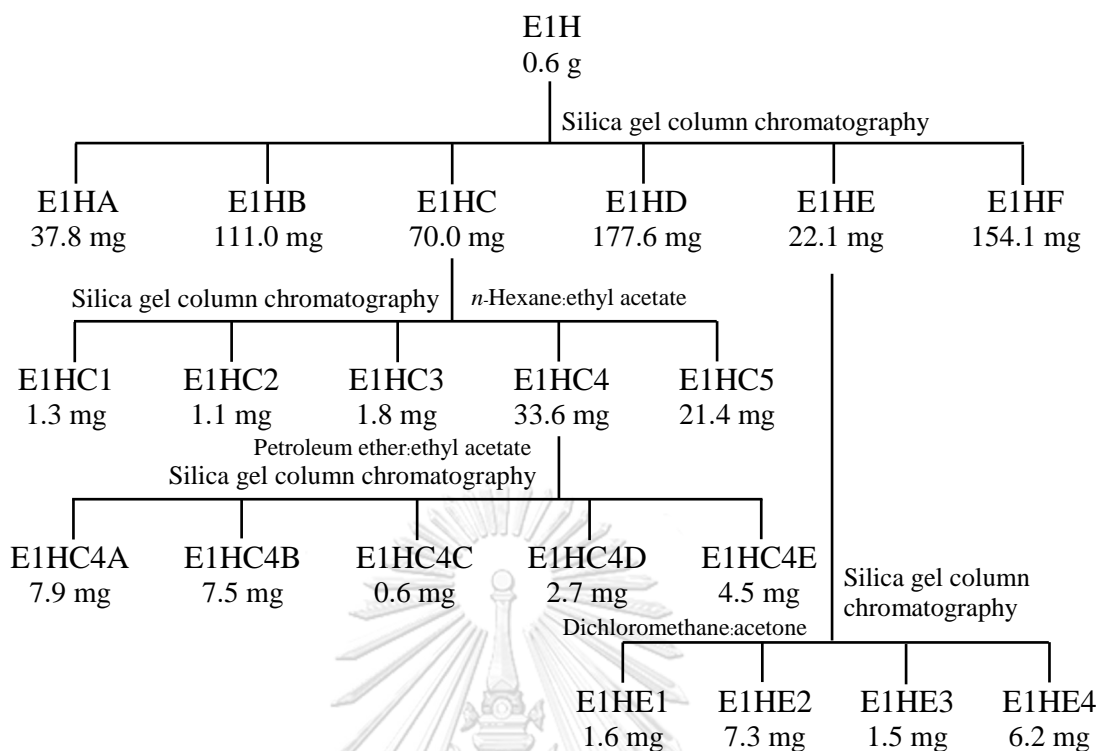 E1H
0.6 g
Silica gel column chromatography
E1HA E1HB E1HC E1HD E1HE E1HF
37.8 mg 111.0 mg 70.0 mg 177.6 mg 22.1 mg 154.1 mg
Silica gel column chromatography n-Hexane:ethyl acetate
E1HC1 E1HC2 E1HC3 E1HC4 E1HC5
1.3 mg 1.1 mg 1.8 mg 33.6 mg 21.4 mg
Petroleum ether:ethyl acetate
Silica gel column chromatography
E1HC4A E1HC4B E1HC4C E1HC4D E1HC4E
7.9 mg 7.5 mg 0.6 mg 2.7 mg 4.5 mg
Silica gel column
chromatography
Dichloromethane:acetone
E1HE1 E1HE2 E1HE3 E1HE4
1.6 mg 7.3 mg 1.5 mg 6.2 mg